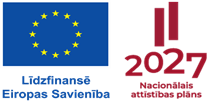 Līdzfinansē
Eiropas Savienība
2027
Nacionālais
attīstības plāns